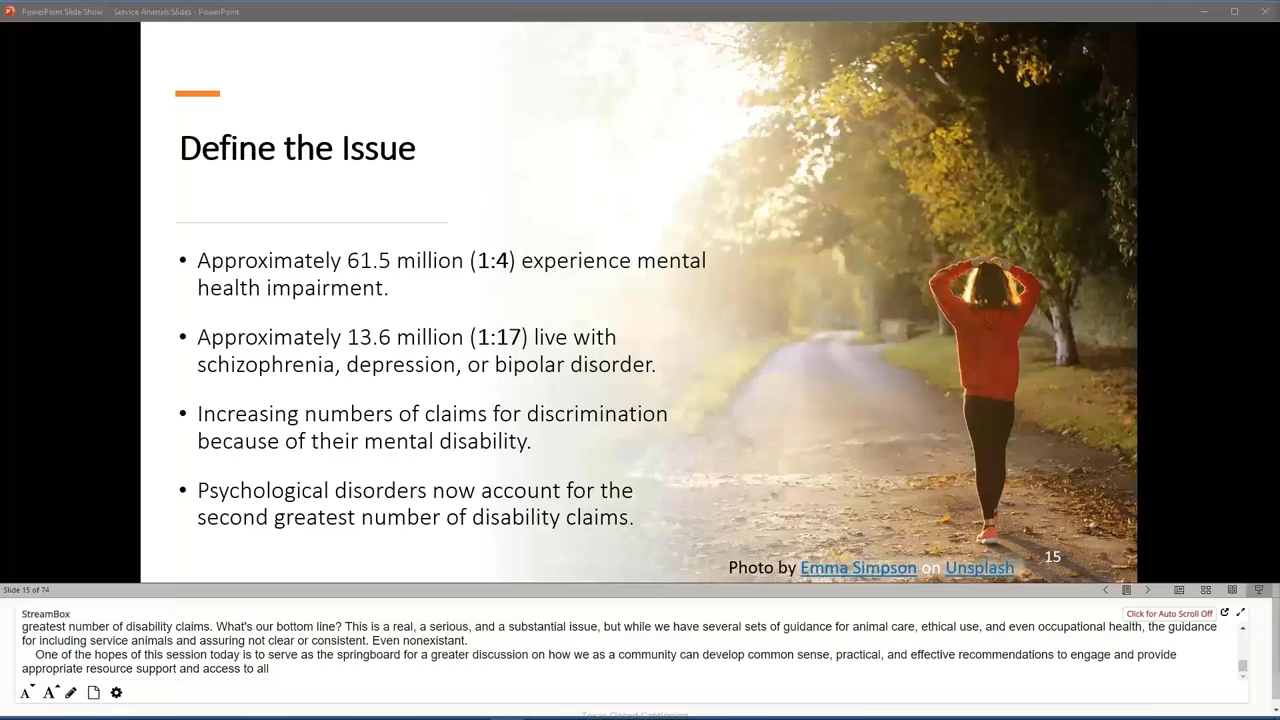 PowerPoint Slide Show - Service Animals Slides - PowerPoint
Define the Issue
• Approximately 61.5 million (1:4) experience mental
health impairment.
• Approximately 13.6 million (1:17) live with
schizophrenia, depression, or bipolar disorder.
• Increasing numbers of claims for discrimination
because of their mental disability.
• Psychological disorders now account for the
second greatest number of disability claims.
15
Photo by Emma Simpson on Unsplash
Slide 15 of 74
StreamBox
Click for Auto Scroll Off
greatest number of disability claims. What's our bottom line? This is a real, a serious, and a substantial issue, but while we have several sets of guidance for animal care, ethical use, and even occupational health, the guidance
for including service animals and assuring not clear or consistent. Even nonexistant.
One of the hopes of this session today is to serve as the springboard for a greater discussion on how we as a community can develop common sense, practical, and effective recommendations to engage and provide
appropriate resource support and access to all
A A
Texas Closed Captioning